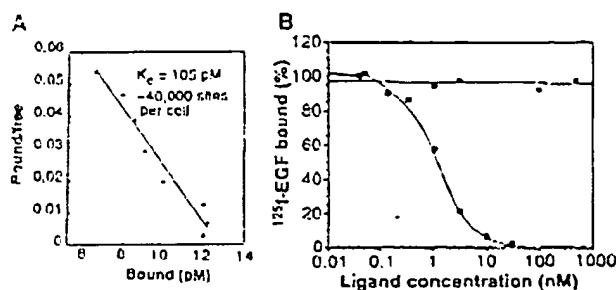 A
0.06
0.05
0.04
0.03
0.02
0.01
0
8 10 12 14
Bound/free
Bound (pM)
= 105 pM
~40,000 sites
per cell
B
120
100
80
60
40
20
0
0.01 0.1 0 1 10 100 1000
125I-EGF bound (%)
Ligand concentration (nM)